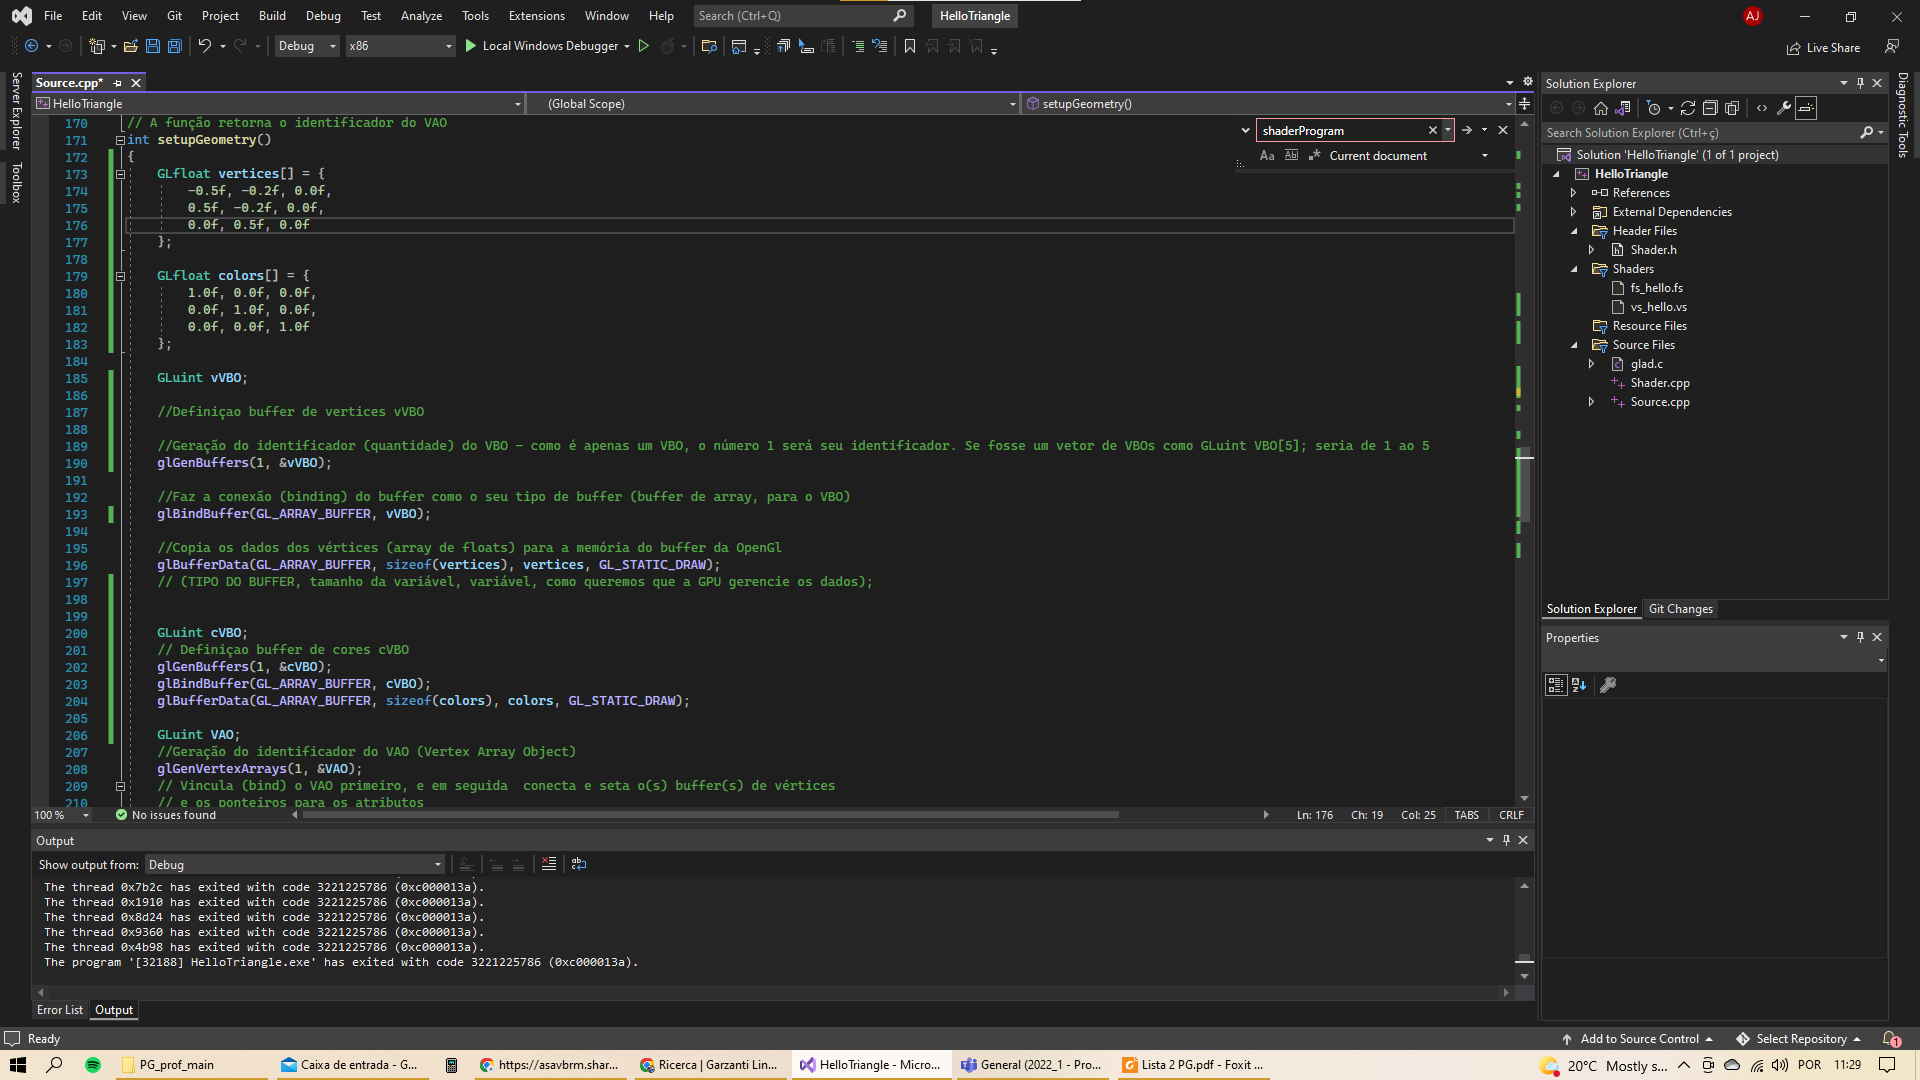 File Edit View Git Project Build Debug Test Analyze Tools Extensions Window Help Search (Ctrl+Q) HelloTriangle AJ
Debug x86 Local Windows Debugger Live Share
Server Explorer
Toolbox
Source.cpp*
HelloTriangle (Global Scope) setupGeometry()
shaderProgram
Aa Ab Current document
170 // A função retorna o identificador do VAO
171 int setupGeometry()
172 {
173 GLfloat vertices[] = {
174 -0.5f, -0.2f, 0.0f,
175 0.5f, -0.2f, 0.0f,
176 0.0f, 0.5f, 0.0f
177 };
178
179 GLfloat colors[] = {
180 1.0f, 0.0f, 0.0f,
181 0.0f, 1.0f, 0.0f,
182 0.0f, 0.0f, 1.0f
183 };
184
185 GLuint vVBO;
186
187 //Definiçao buffer de vertices vVBO
188
189 //Geração do identificador (quantidade) do VBO - como é apenas um VBO, o número 1 será seu identificador. Se fosse um vetor de VBOs como GLuint VBO[5]; seria de 1 ao 5
190 glGenBuffers(1, &vVBO);
191
192 //Faz a conexão (binding) do buffer como o seu tipo de buffer (buffer de array, para o VBO)
193 glBindBuffer(GL_ARRAY_BUFFER, vVBO);
194
195 //Copia os dados dos vértices (array de floats) para a memória do buffer da OpenGl
196 glBufferData(GL_ARRAY_BUFFER, sizeof(vertices), vertices, GL_STATIC_DRAW);
197 // (TIPO DO BUFFER, tamanho da variável, variável, como queremos que a GPU gerencie os dados);
198
199
200 GLuint cVBO;
201 // Definiçao buffer de cores cVBO
202 glGenBuffers(1, &cVBO);
203 glBindBuffer(GL_ARRAY_BUFFER, cVBO);
204 glBufferData(GL_ARRAY_BUFFER, sizeof(colors), colors, GL_STATIC_DRAW);
205
206 GLuint VAO;
207 //Geração do identificador do VAO (Vertex Array Object)
208 glGenVertexArrays(1, &VAO);
209 // Vincula (bind) o VAO primeiro, e em seguida  conecta e seta o(s) buffer(s) de vértices
210 // e os ponteiros para os atributos
100 % No issues found Ln: 176 Ch: 19 Col: 25 TABS CRLF
Output
Show output from: Debug
The thread 0x7b2c has exited with code 3221225786 (0xc000013a).
The thread 0x1910 has exited with code 3221225786 (0xc000013a).
The thread 0x8d24 has exited with code 3221225786 (0xc000013a).
The thread 0x9360 has exited with code 3221225786 (0xc000013a).
The thread 0x4b98 has exited with code 3221225786 (0xc000013a).
The program '[32188] HelloTriangle.exe' has exited with code 3221225786 (0xc000013a).
Error List Output
Solution Explorer
Search Solution Explorer (Ctrl+ç)
Solution 'HelloTriangle' (1 of 1 project)
HelloTriangle
References
External Dependencies
Header Files
Shader.h
Shaders
fs_hello.fs
vs_hello.vs
Resource Files
Source Files
glad.c
Shader.cpp
Source.cpp
Solution Explorer Git Changes
Properties
Diagnostic Tools
Ready Add to Source Control Select Repository 1
PG_prof_main Caixa de entrada - G... https://asavbrm.shar... Ricerca | Garzanti Lin... HelloTriangle - Micro... General (2022_1 - Pro... Lista 2 PG.pdf - Foxit ... 20°C Mostly s... POR 11:29